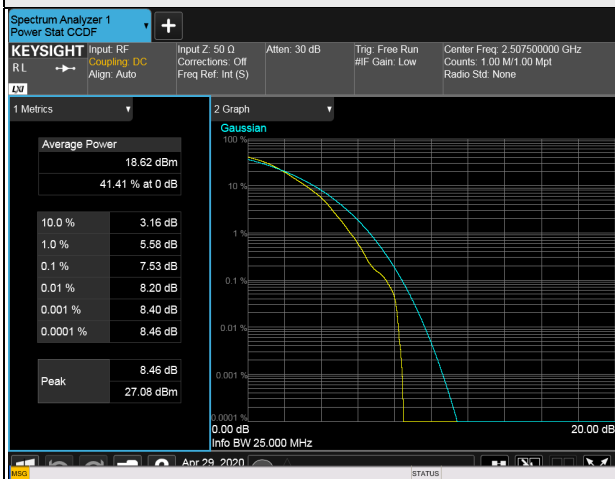 Spectrum Analyzer 1
Power Stat CCDF
+
KEYSIGHT
RL
LXI
Input: RF
Coupling: DC
Align: Auto
Input Z: 50 Ω
Corrections: Off
Freq Ref: Int (S)
Atten: 30 dB
Trig: Free Run
#IF Gain: Low
Center Freq: 2.507500000 GHz
Counts: 1.00 M/1.00 Mpt
Radio Std: None
1 Metrics
Average Power
18.62 dBm
41.41 % at 0 dB
10.0 % 3.16 dB
1.0 % 5.58 dB
0.1 % 7.53 dB
0.01 % 8.20 dB
0.001 % 8.40 dB
0.0001 % 8.46 dB
Peak
8.46 dB
27.08 dBm
2 Graph
Gaussian
100 %
10 %
1 %
0.1 %
0.01 %
0.001 %
0.0001 %
0.00 dB 20.00 dB
Info BW 25.000 MHz
Apr 29, 2020
MSG STATUS